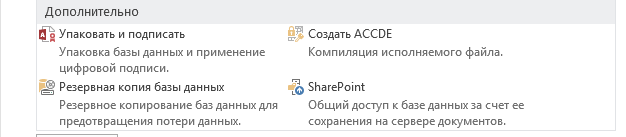 Дополнительно
Упаковать и подписать
Упаковка базы данных и применение
цифровой подписи.
Создать ACCDE
Компиляция исполняемого файла.
Резервная копия базы данных
Резервное копирование баз данных для
предотвращения потери данных.
SharePoint
Общий доступ к базе данных за счет ее
сохранения на сервере документов.